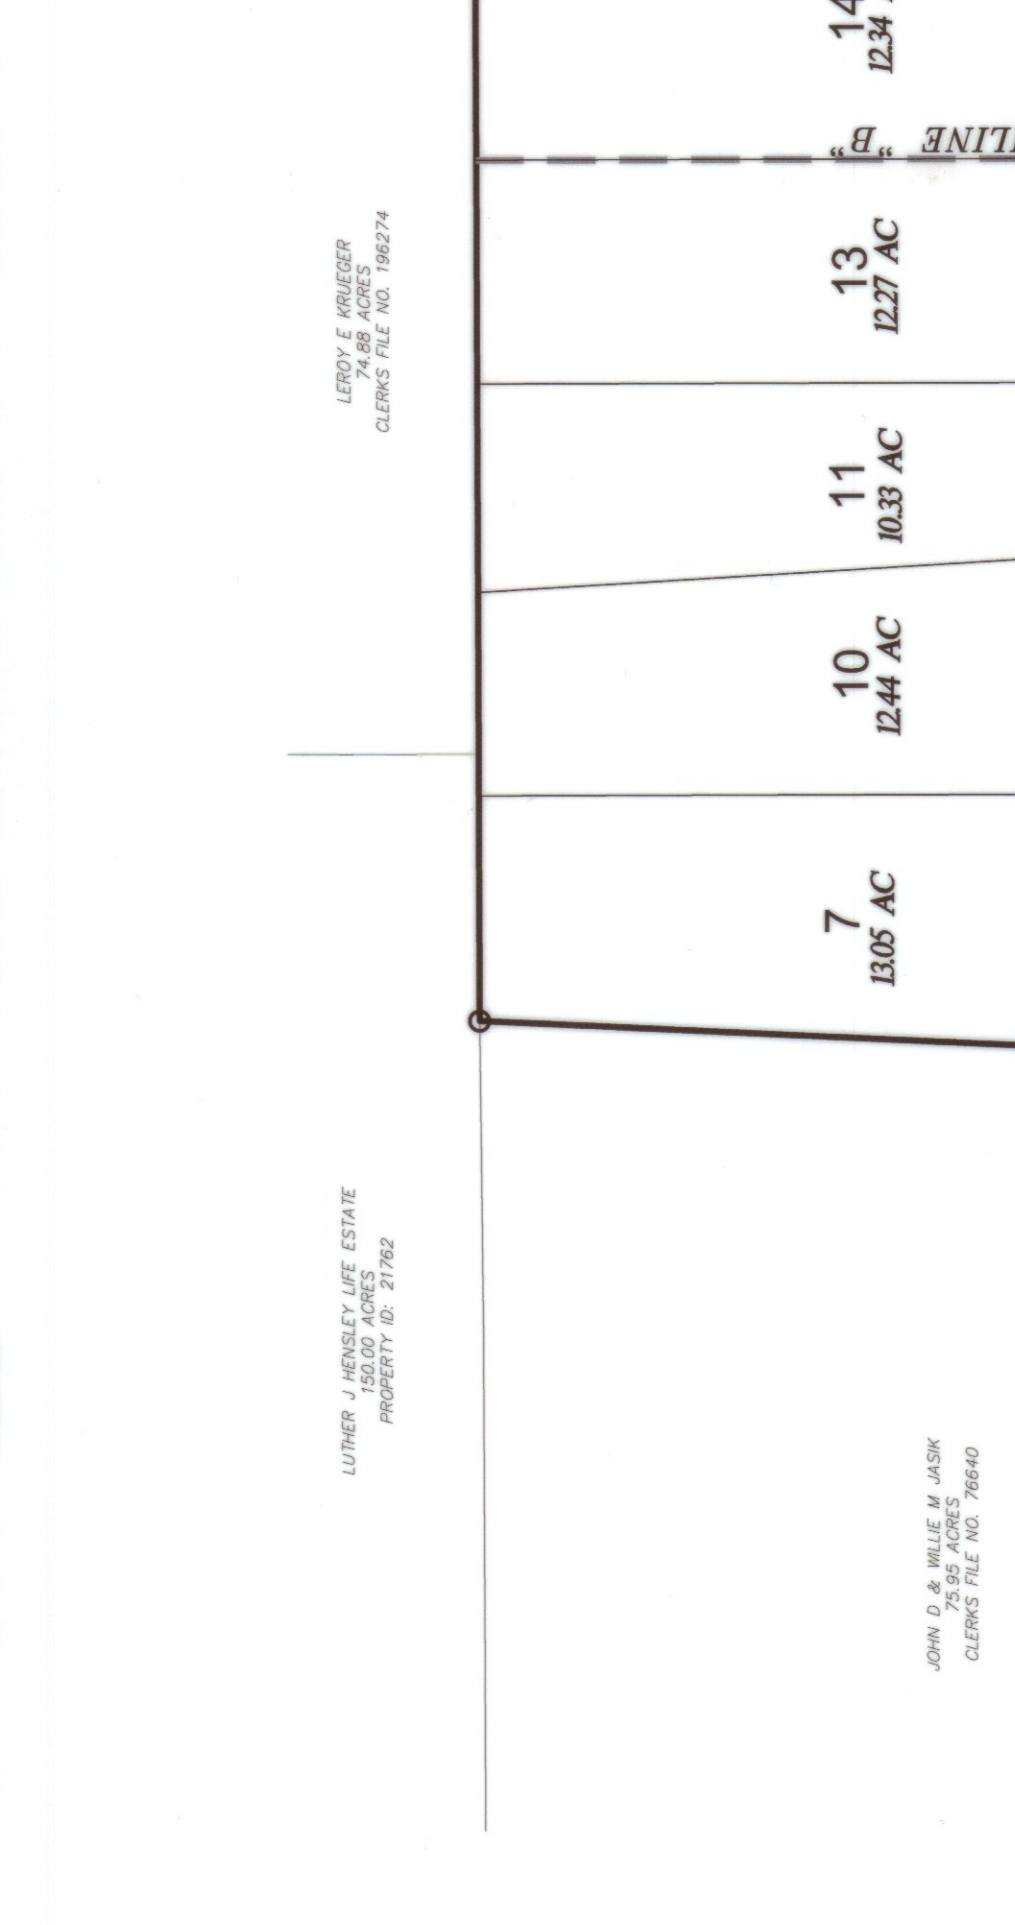 14
12.34
"B"
13
12.27 AC
LEROY E KRUEGER
74.88 ACRES
CLERKS FILE NO. 196274
11
10.33 AC
10
12.44 AC
7
13.05 AC
LUTHER J HENSLEY LIFE ESTATE
150.00 ACRES
PROPERTY ID: 21762
JOHN D & WILLIE M JASIK
75.95 ACRES
CLERKS FILE NO. 76640